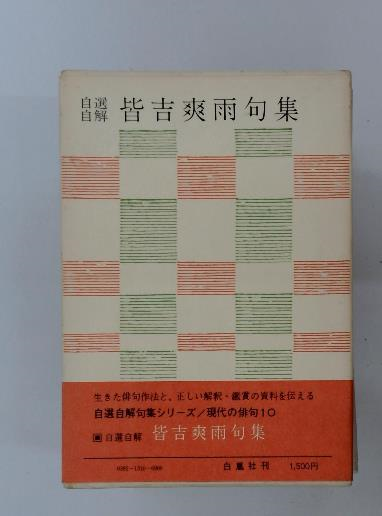 自選自解 皆吉爽雨句集
生きた俳句作法と、正しい解釈・鑑賞の資料を伝える
自選自解句集シリーズ/現代の俳句10
自選自解 皆吉爽雨句集
白凰社刊 1,500円